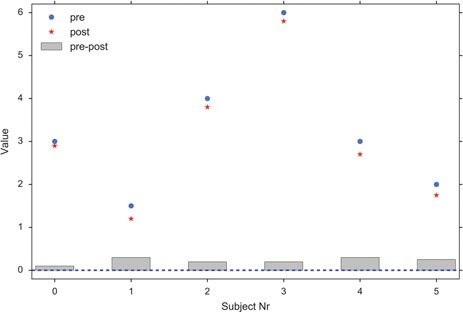 pre
post
pre-post
6
5
4
3
2
1
0
Value
0 1 2 3 4 5
Subject Nr